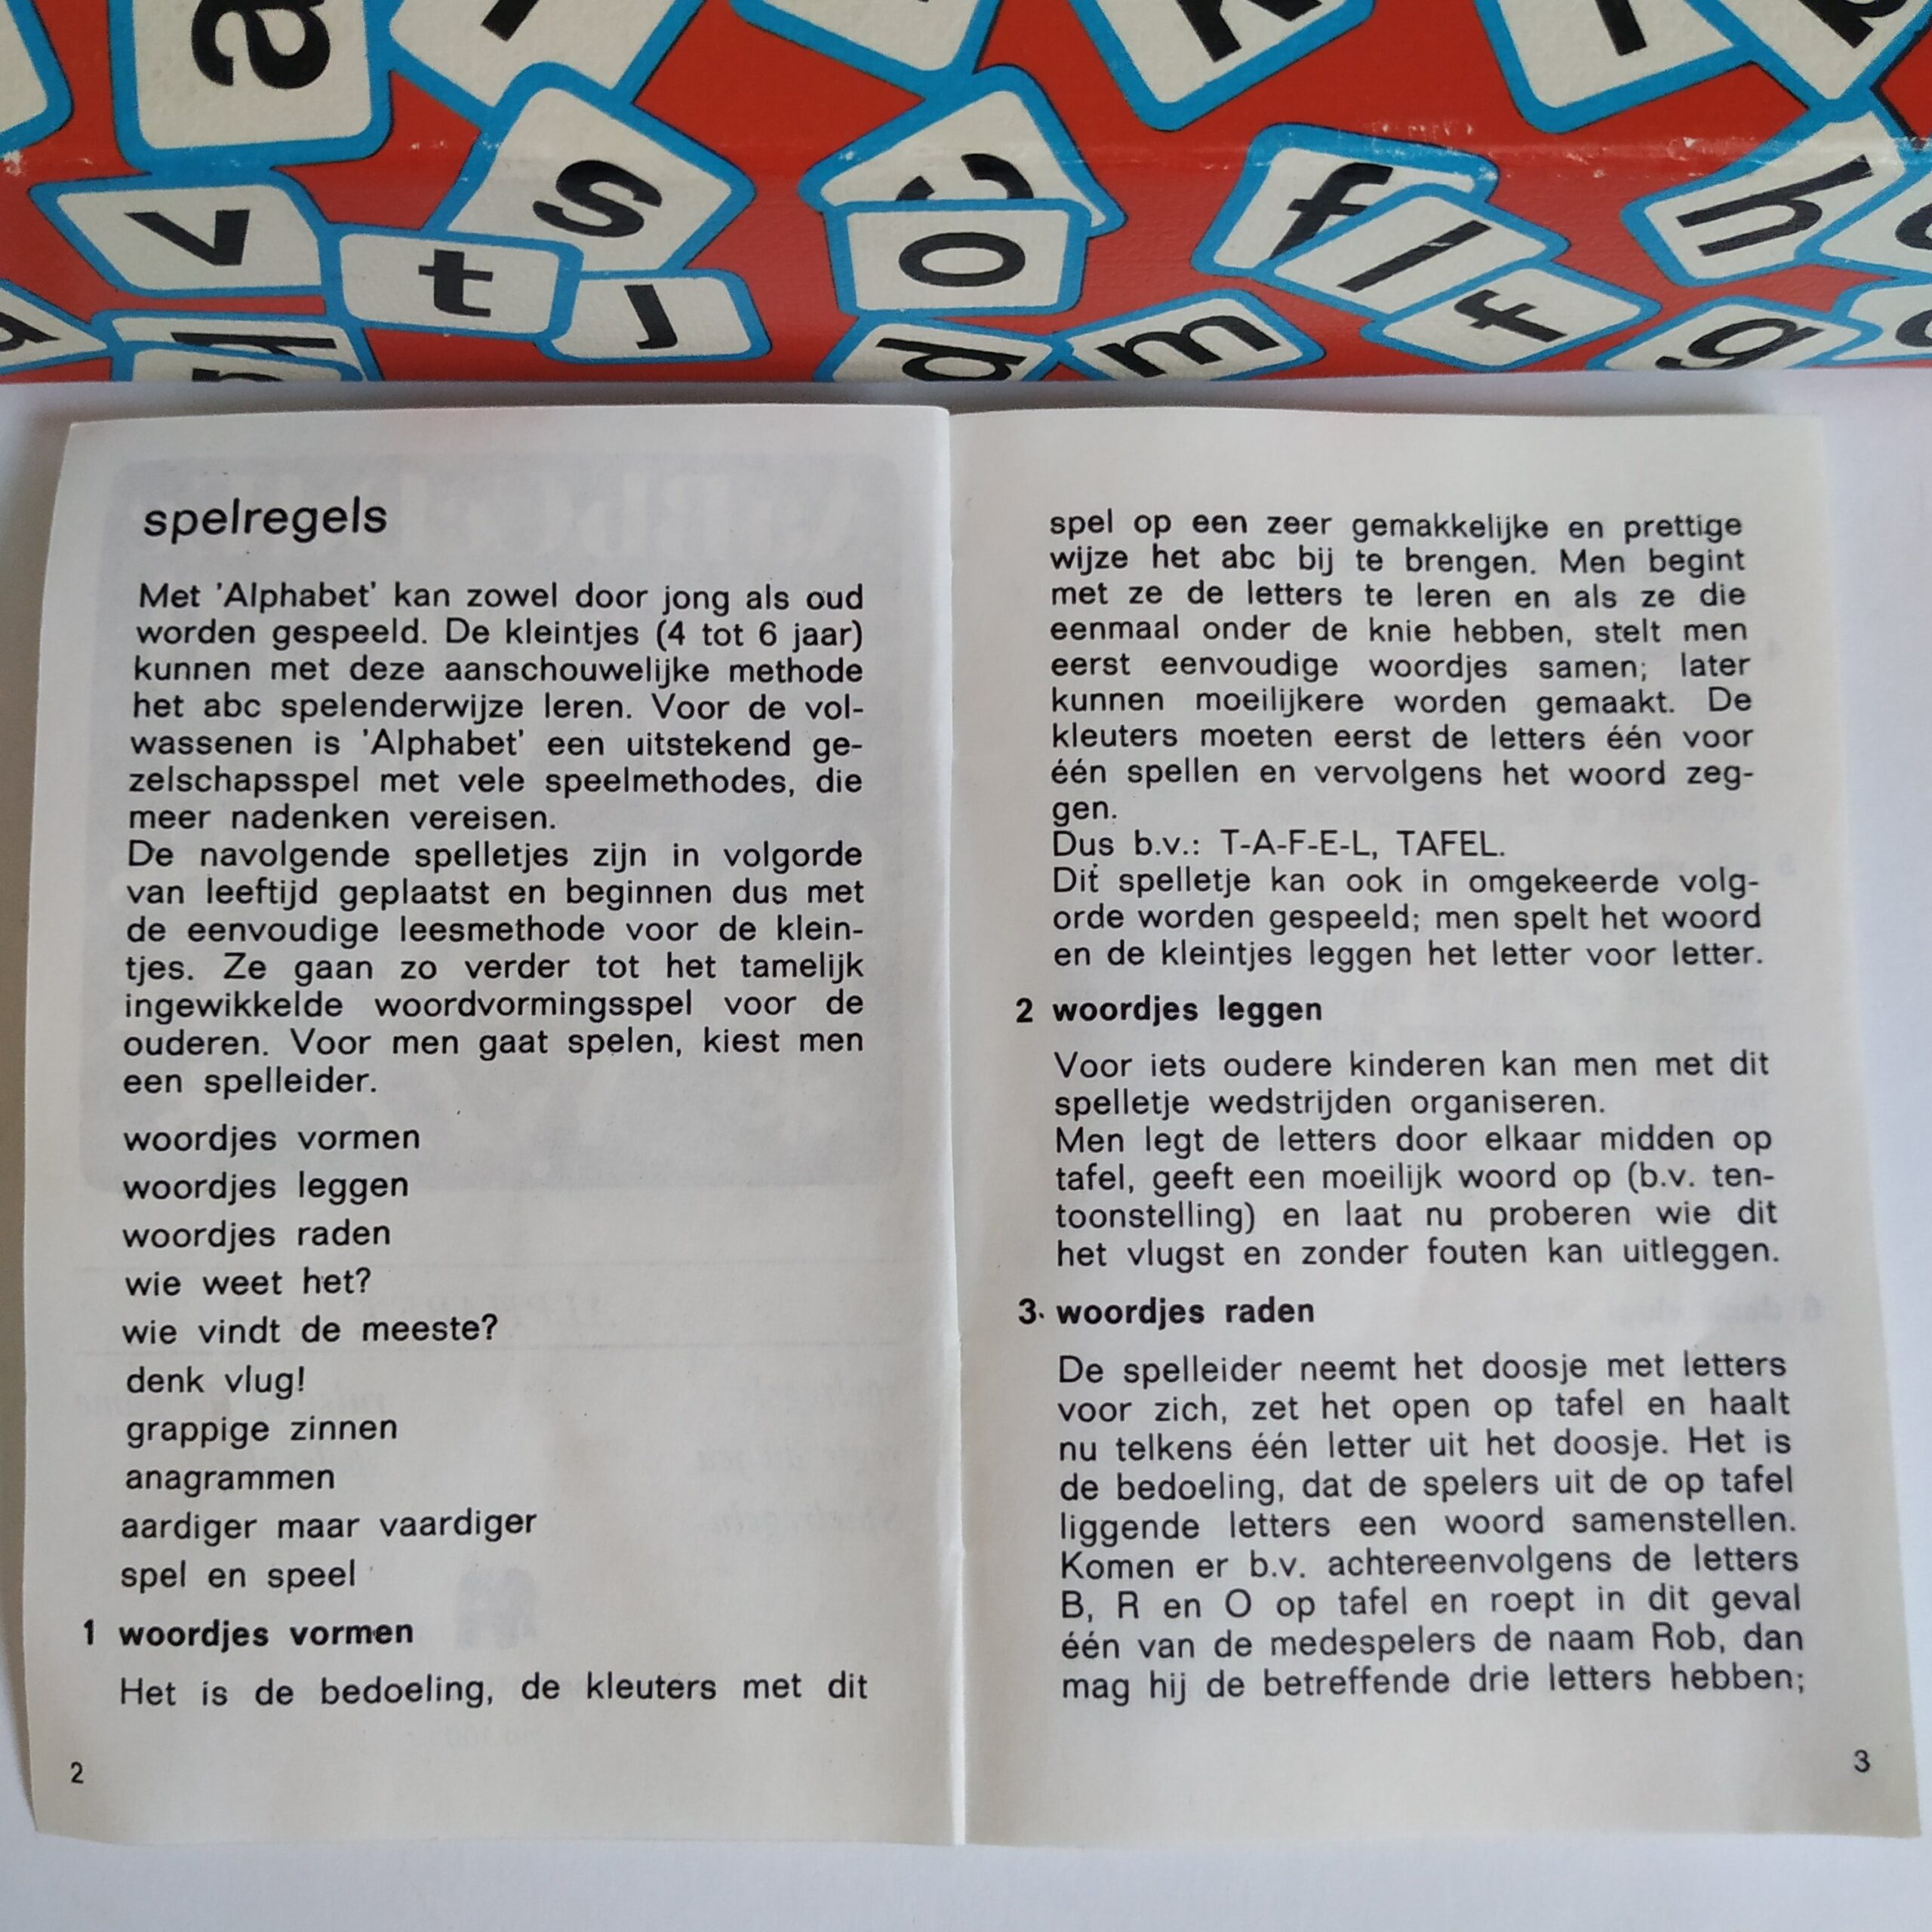 a
k
s
c
f
h
v
t
J
o
l
f
d
m
g
spelregels
Met 'Alphabet' kan zowel door jong als oud
worden gespeeld. De kleintjes (4 tot 6 jaar)
kunnen met deze aanschouwelijke methode
het abc spelenderwijze leren. Voor de vol-
wassenen is 'Alphabet' een uitstekend ge-
zelschapsspel met vele speelmethodes, die
meer nadenken vereisen.
De navolgende spelletjes zijn in volgorde
van leeftijd geplaatst en beginnen dus met
de eenvoudige leesmethode voor de klein-
tjes. Ze gaan zo verder tot het tamelijk
ingewikkelde woordvormingsspel voor de
ouderen. Voor men gaat spelen, kiest men
een spelleider.
woordjes vormen
woordjes leggen
woordjes raden
wie weet het?
wie vindt de meeste?
denk vlug!
grappige zinnen
anagrammen
aardiger maar vaardiger
spel en speel
1 woordjes vormen
Het is de bedoeling, de kleuters met dit
2
spel op een zeer gemakkelijke en prettige
wijze het abc bij te brengen. Men begint
met ze de letters te leren en als ze die
eenmaal onder de knie hebben, stelt men
eerst eenvoudige woordjes samen; later
kunnen moeilijkere worden gemaakt. De
kleuters moeten eerst de letters één voor
één spellen en vervolgens het woord zeg-
gen.
Dus b.v.: T-A-F-E-L, TAFEL.
Dit spelletje kan ook in omgekeerde volg-
orde worden gespeeld; men spelt het woord
en de kleintjes leggen het letter voor letter.
2 woordjes leggen
Voor iets oudere kinderen kan men met dit
spelletje wedstrijden organiseren.
Men legt de letters door elkaar midden op
tafel, geeft een moeilijk woord op (b.v. ten-
toonstelling) en laat nu proberen wie dit
het vlugst en zonder fouten kan uitleggen.
3. woordjes raden
De spelleider neemt het doosje met letters
voor zich, zet het open op tafel en haalt
nu telkens één letter uit het doosje. Het is
de bedoeling, dat de spelers uit de op tafel
liggende letters een woord samenstellen.
Komen er b.v. achtereenvolgens de letters
B, R en O op tafel en roept in dit geval
één van de medespelers de naam Rob, dan
mag hij de betreffende drie letters hebben;
3